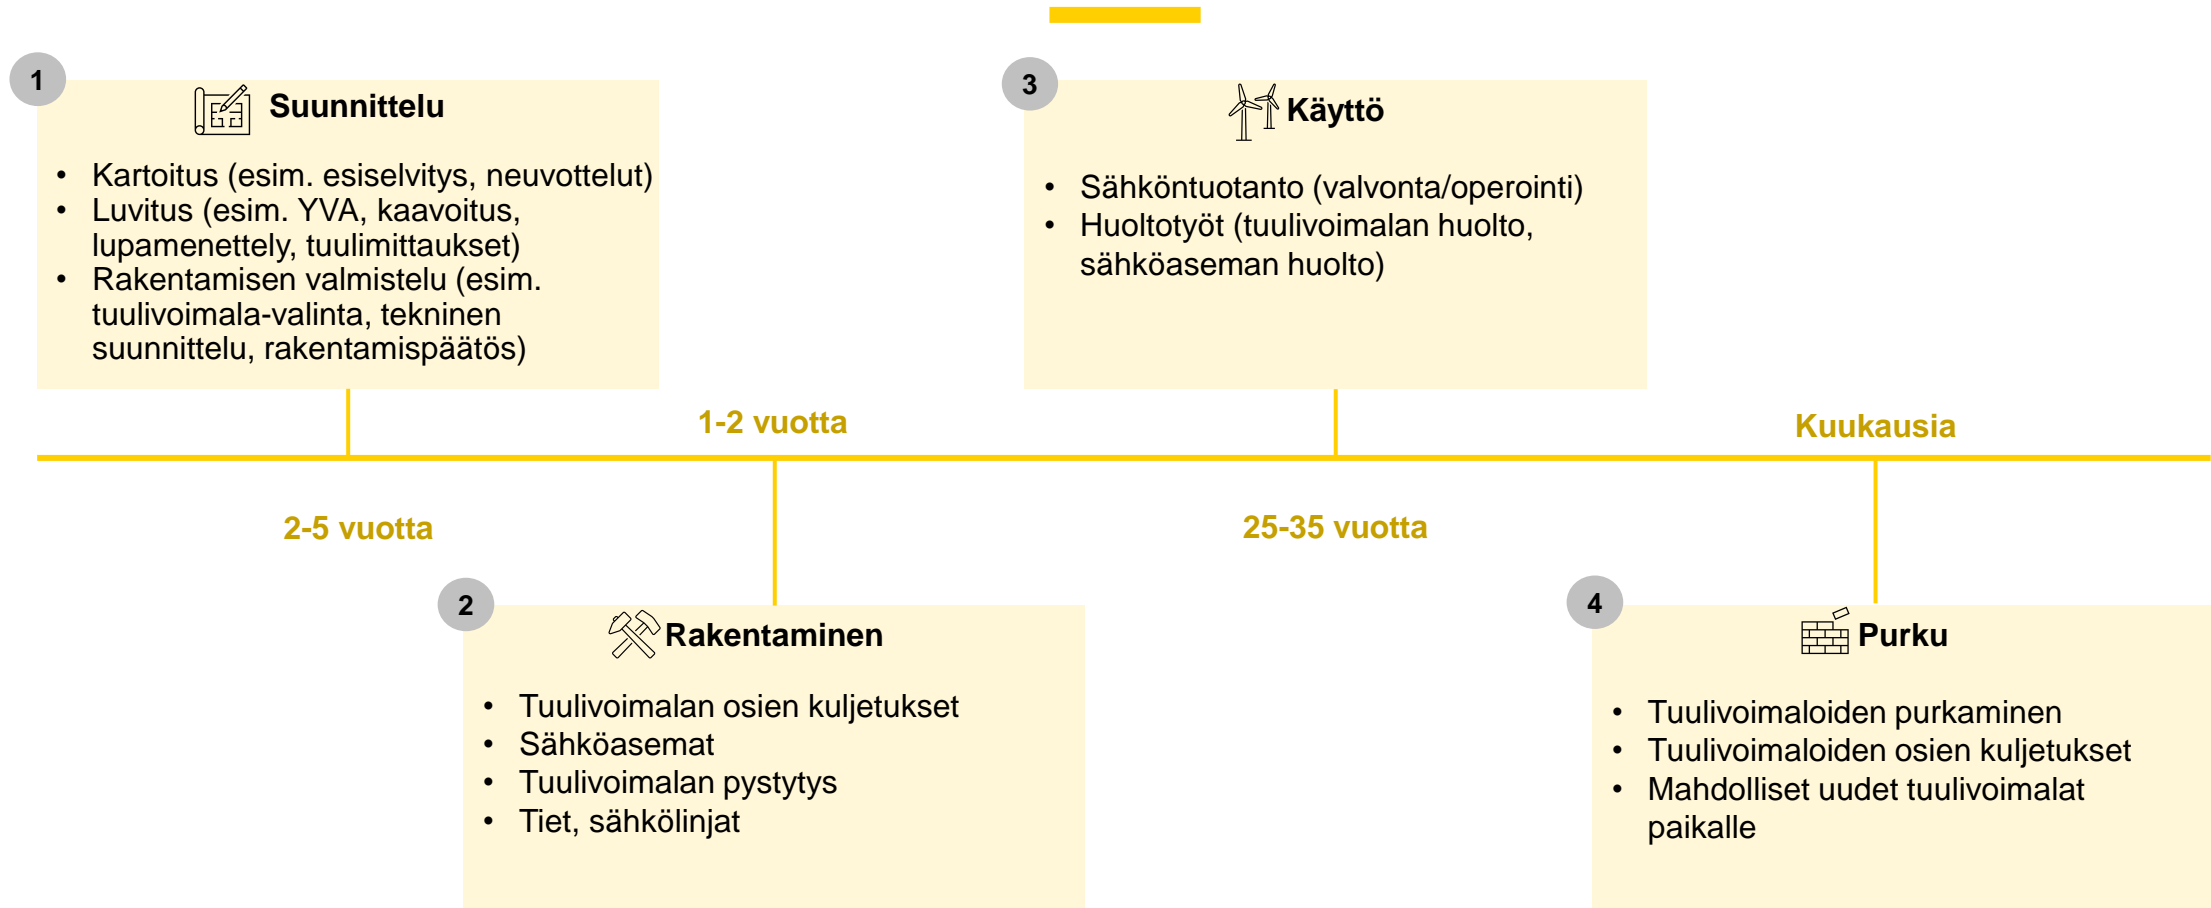 1
Suunnittelu
• Kartoitus (esim. esiselvitys, neuvottelut)
• Luvitus (esim. YVA, kaavoitus,
lupamenettely, tuulimittaukset)
• Rakentamisen valmistelu (esim.
tuulivoimala-valinta, tekninen
suunnittelu, rakentamispäätös)
2-5 vuotta
2
Rakentaminen
• Tuulivoimalan osien kuljetukset
• Sähköasemat
• Tuulivoimalan pystytys
• Tiet, sähkölinjat
1-2 vuotta
3
Käyttö
• Sähköntuotanto (valvonta/operointi)
• Huoltotyöt (tuulivoimalan huolto,
sähköaseman huolto)
25-35 vuotta
4
Purku
• Tuulivoimaloiden purkaminen
• Tuulivoimaloiden osien kuljetukset
• Mahdolliset uudet tuulivoimalat
paikalle
Kuukausia